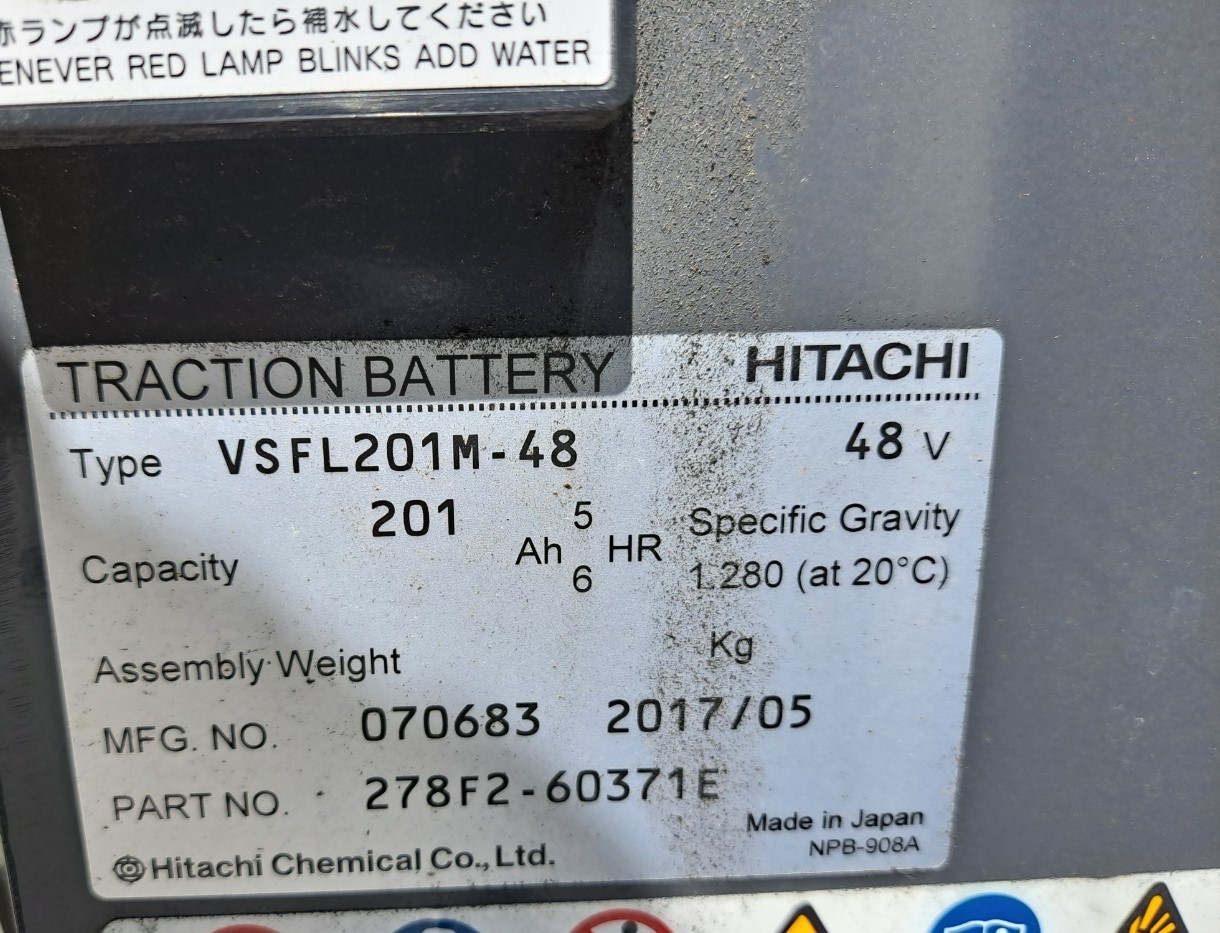 赤ランプが点滅したら補水してください
ENEVER RED LAMP BLINKS ADD WATER
TRACTION BATTERY HITACHI
Type VSFL201M-48 48 V
201 5
Capacity Ah HR Specific Gravity
6 1.280 (at 20°C)
Assembly Weight Kg
MFG. NO. 070683 2017/05
PART NO. 278F2-60371E
Made in Japan
NPB-908A
Hitachi Chemical Co., Ltd.